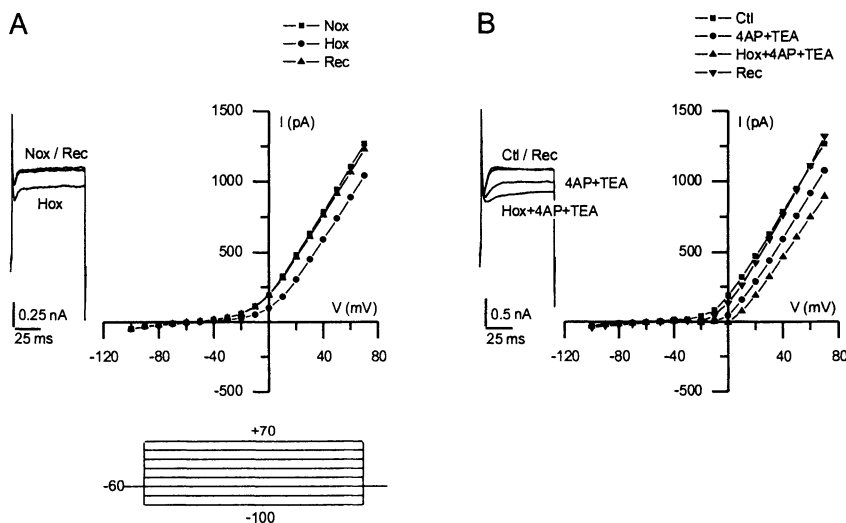 A
Nox
Hox
Rec
1500
I (pA)
1000
500
V (mV)
-120
-80
-40
0
40
80
-500
Nox / Rec
Hox
0.25 nA
25 ms
+70
-60
-100
B
Ctl
4AP+TEA
Hox+4AP+TEA
Rec
1500
I (pA)
1000
500
V (mV)
-120
-80
-40
0
40
80
-500
Ctl / Rec
4AP+TEA
Hox+4AP+TEA
0.5 nA
25 ms